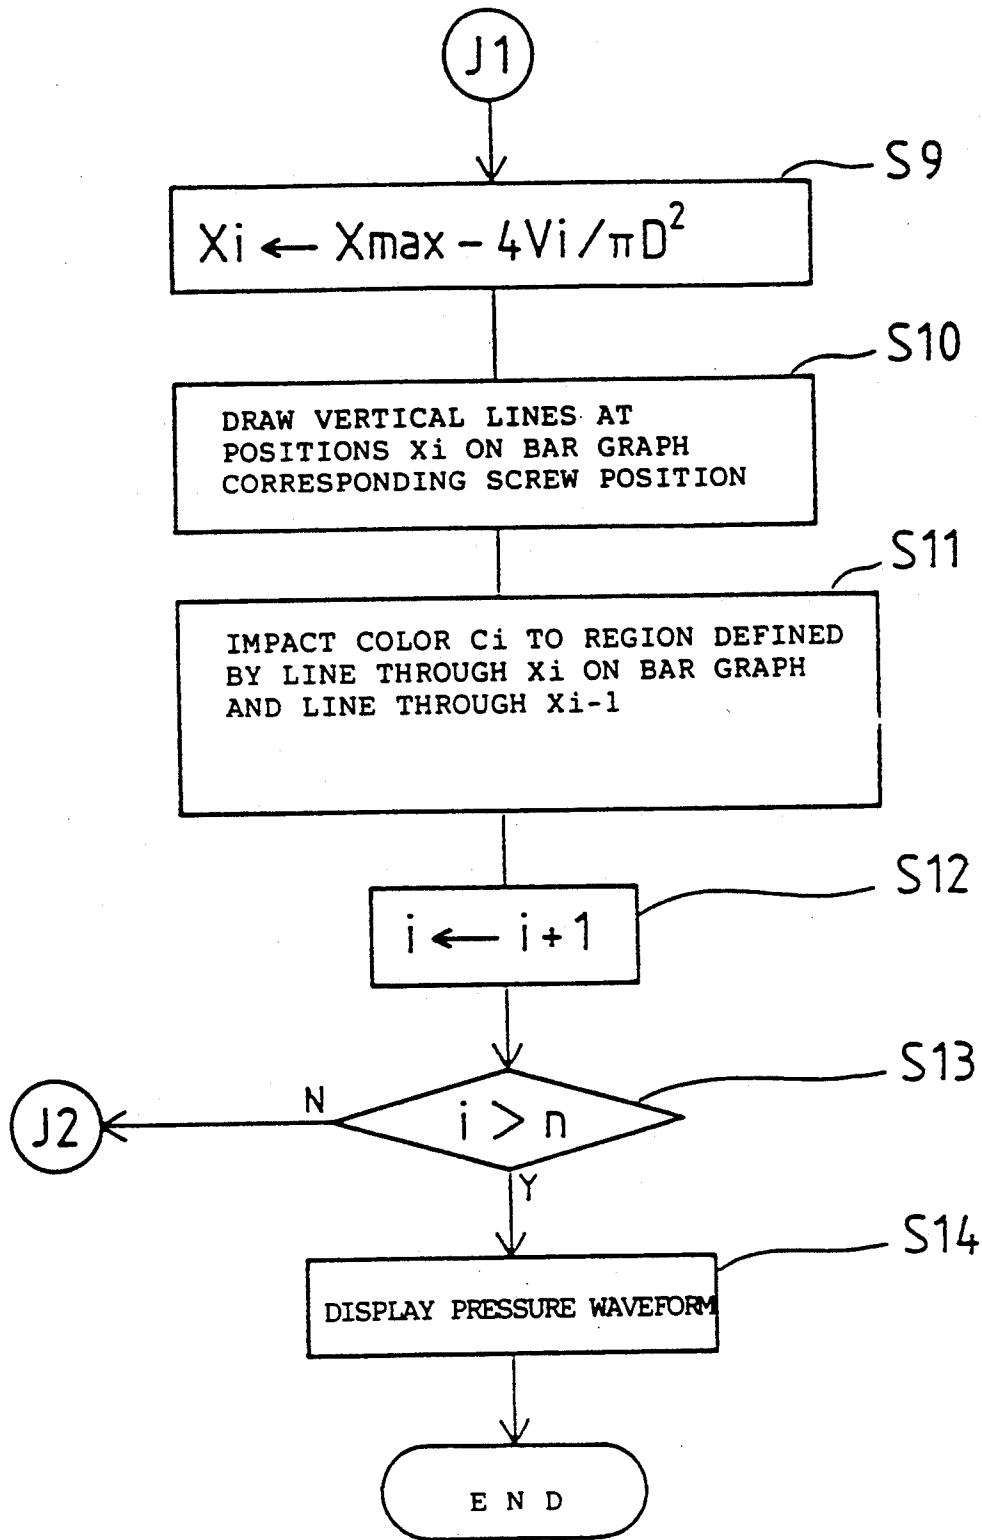 J1
S9
Xi ← Xmax - 4Vi/πD²
S10
DRAW VERTICAL LINES AT
POSITIONS Xi ON BAR GRAPH
CORRESPONDING SCREW POSITION
S11
IMPACT COLOR Ci TO REGION DEFINED
BY LINE THROUGH Xi ON BAR GRAPH
AND LINE THROUGH Xi-1
S12
i ← i+1
S13
N
J2
i > n
Y
S14
DISPLAY PRESSURE WAVEFORM
END